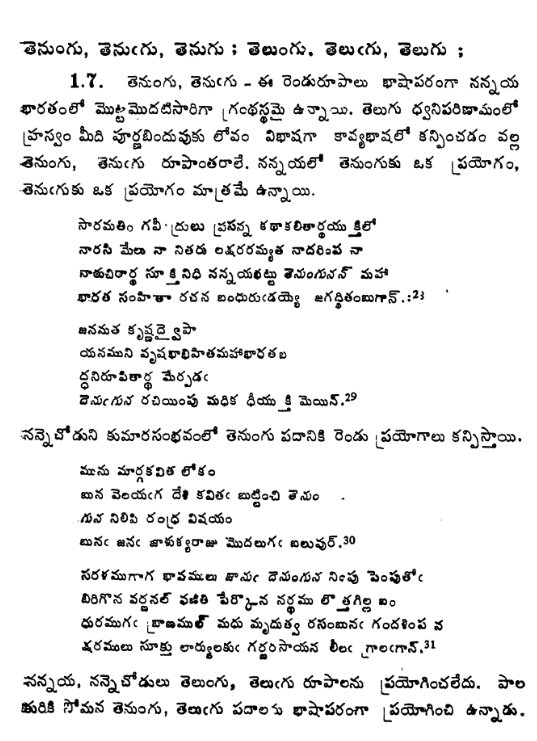 తెనుంగు, తెనుఁగు, తెనుగు ; తెలుంగు, తెలుఁగు, తెలుగు ;
1.7. తెనుంగు, తెనుఁగు - ఈ రెండురూపాలు భాషాపరంగా నన్నయ
భారతంలో మొట్టమొదటిసారిగా గ్రంథస్థమై ఉన్నాయి. తెలుగు ధ్వనిపరిణామంలో
హ్రస్వం మీది పూర్ణబిందువుకు లోపం విభాషగా కావ్యభాషలో కన్పించడం వల్ల
తెనుంగు, తెనుఁగు రూపాంతరాలే. నన్నయలో తెనుంగుకు ఒక ప్రయోగం,
తెనుఁగుకు ఒక ప్రయోగం మాత్రమే ఉన్నాయి.
సారమతిం గవీంద్రులు ప్రసన్న కథాకలితార్థయుక్తిలో
నారసి మేలు నా నితరు లక్షరరమ్యత నాదరింప నా
నారుచిరార్థ సూక్తినిధి నన్నయభట్టు తెనుంగునన్ మహా
భారత సంహితా రచన బంధురుఁడయ్యె జగద్ధితంబుగాన్.:23
జననుత కృష్ణద్వైపా
యనముని వృషభాభిహితమహాభారతబ
ద్ధనిరూపితార్థ మేర్పడఁ
దెనుఁగున రచియింపు మధిక ధీయుక్తి మెయిన్.29
నన్నెచోడుని కుమారసంభవంలో తెనుంగు పదానికి రెండు ప్రయోగాలు కన్పిస్తాయి.
మును మార్గకవిత లోకం
బున వెలయఁగ దేశి కవితఁ బుట్టించి తెనుం
గున నిలిపి రంధ్ర విషయం
బునఁ జనఁ జాళుక్యరాజు మొదలుగఁ బలువుర్.30
సరళముగాగ భావములు జానుఁ దెనుంగున నింపు పెంపుతోఁ
బిరిగొన వర్ణనల్ ఫణితి పేర్కొన నర్థము లొత్తగిల్ల బం
ధురముగఁ బ్రాణముల్ మధు మృదుత్వ రసంబునఁ గందళింప న
క్షరములు సూక్తు లార్యులకుఁ గర్ణరసాయన లీలఁ గ్రాలఁగాన్.31
నన్నయ, నన్నెచోడులు తెలుంగు, తెలుఁగు రూపాలను ప్రయోగించలేదు. పాల
కురికి సోమన తెనుంగు, తెలుఁగు పదాలను భాషాపరంగా ప్రయోగించి ఉన్నాడు.